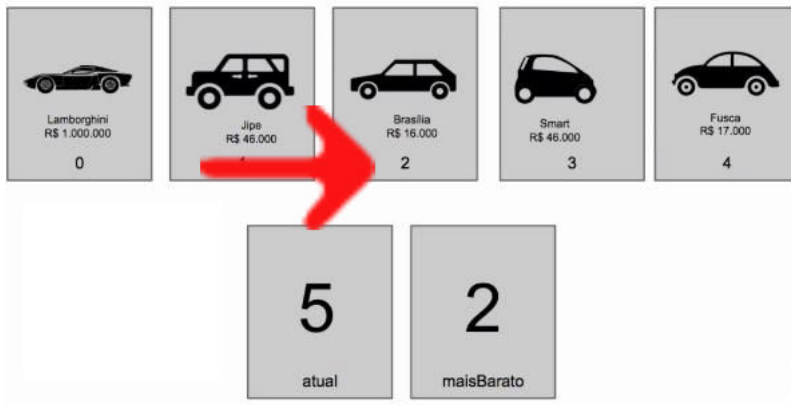 Lamborghini
R$ 1.000.000
0
Jipe
R$ 46.000
Brasília
R$ 16.000
2
Smart
R$ 46.000
3
Fusca
R$ 17.000
4
5
atual
2
maisBarato